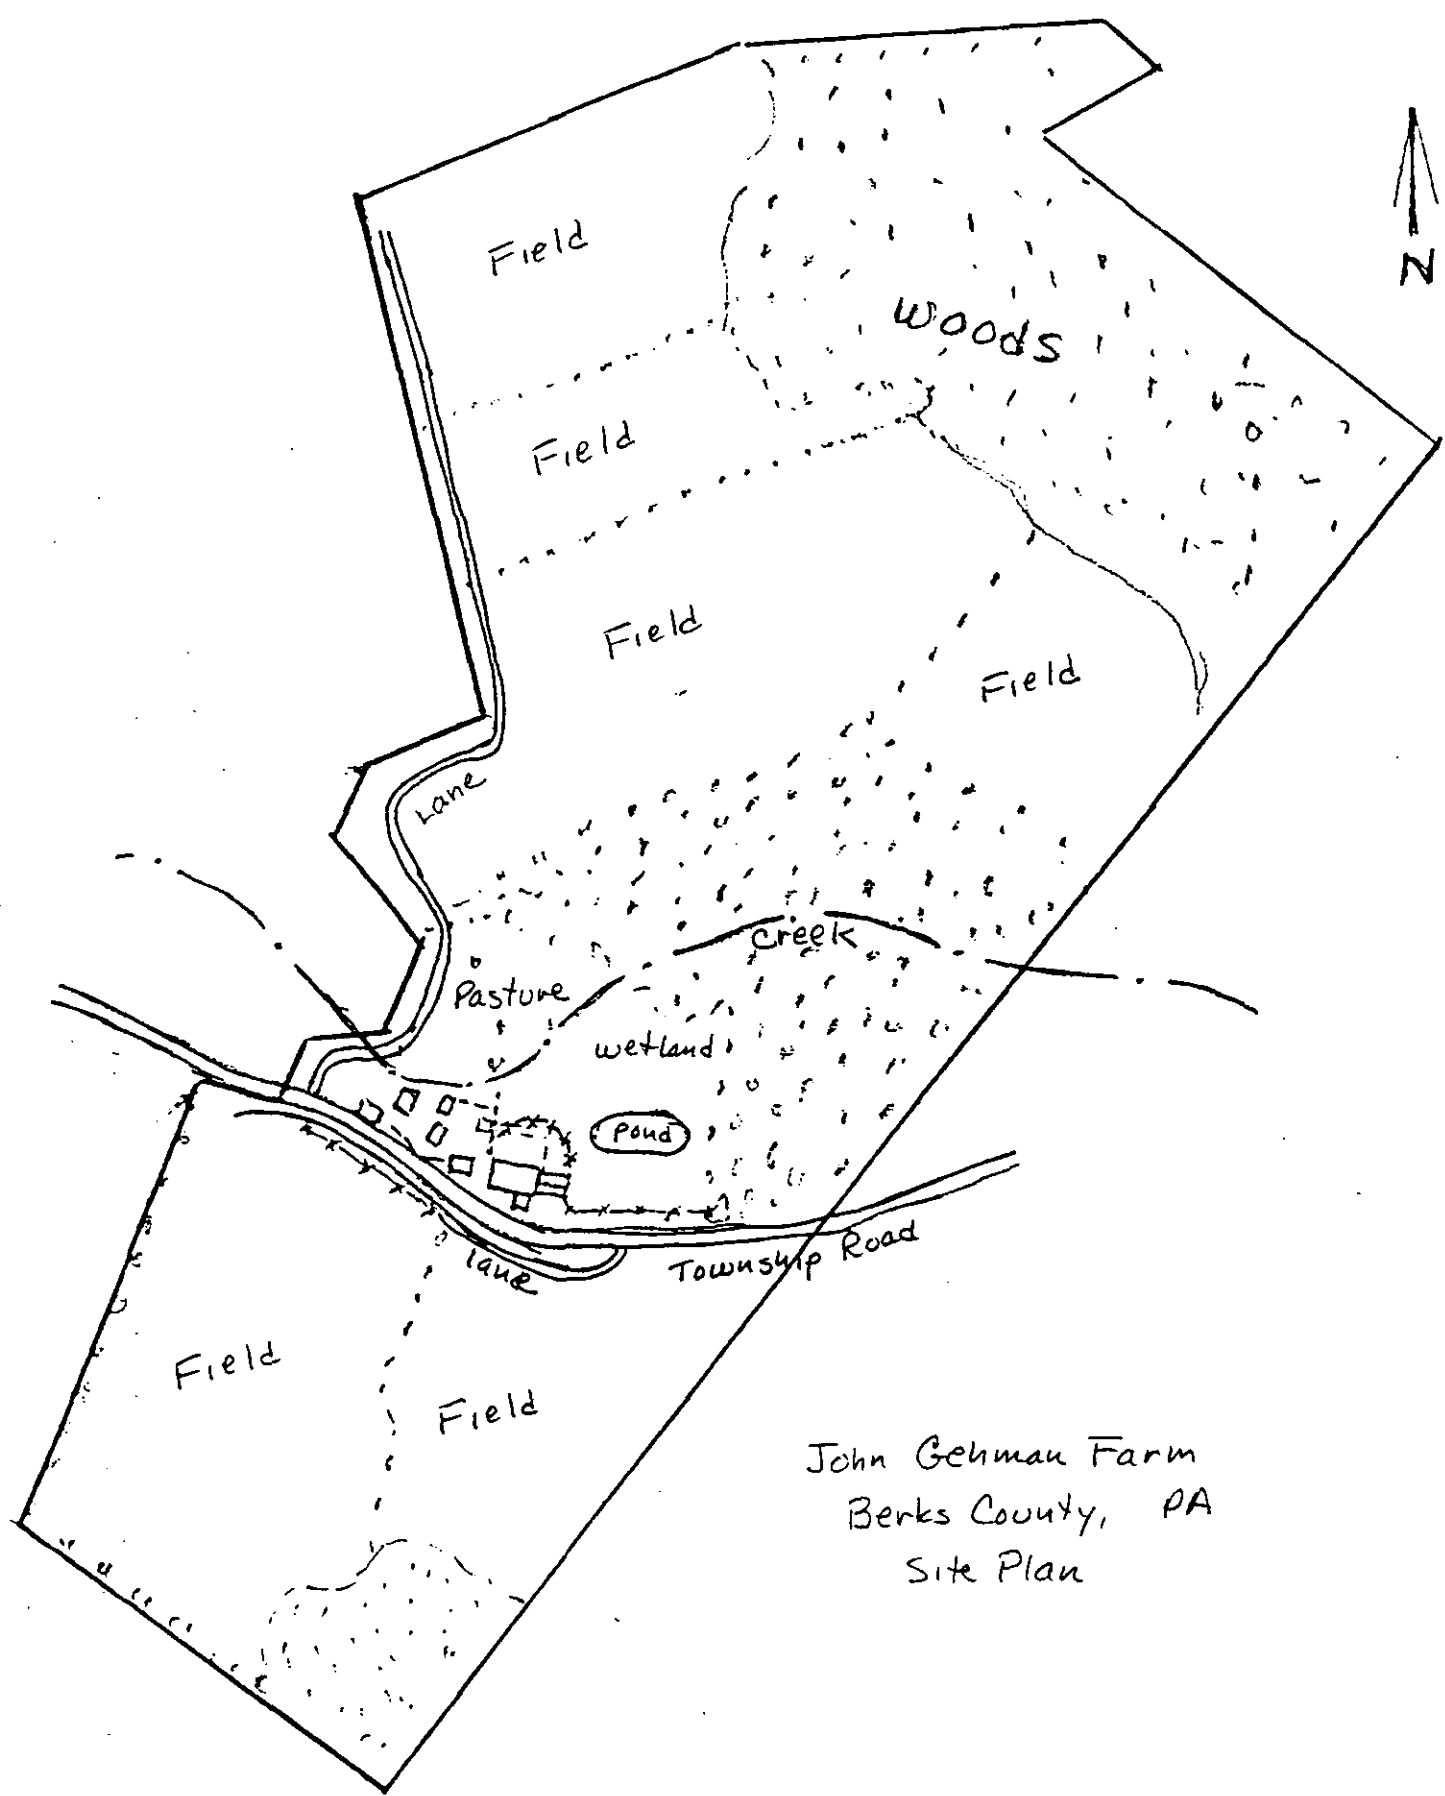 Field
N
Woods
Field
Field
Field
Lane
Creek
Pasture
Wetland
Pond
Township Road
Lane
Field
Field
John Gehman Farm
Berks County, PA
Site Plan